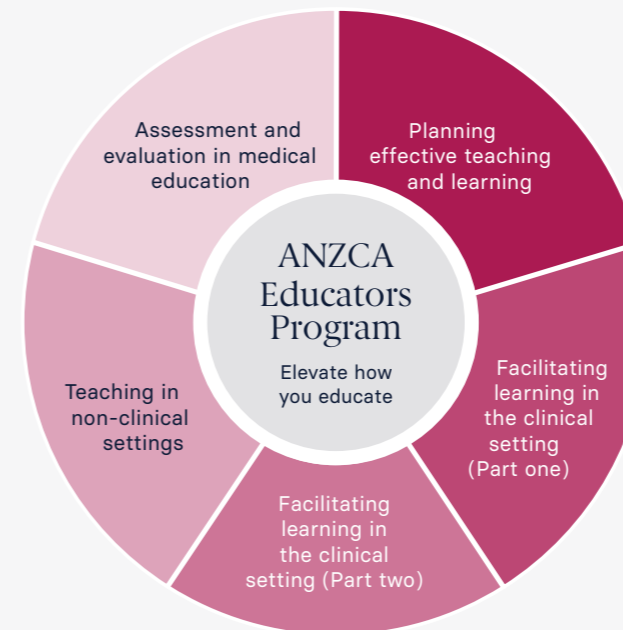 ANZCA
Educators
Program
Elevate how
you educate
Planning
effective teaching
and learning
Facilitating
learning in
the clinical
setting
(Part one)
Facilitating
learning in
the clinical
setting (Part two)
Teaching in
non-clinical
settings
Assessment and
evaluation in medical
education